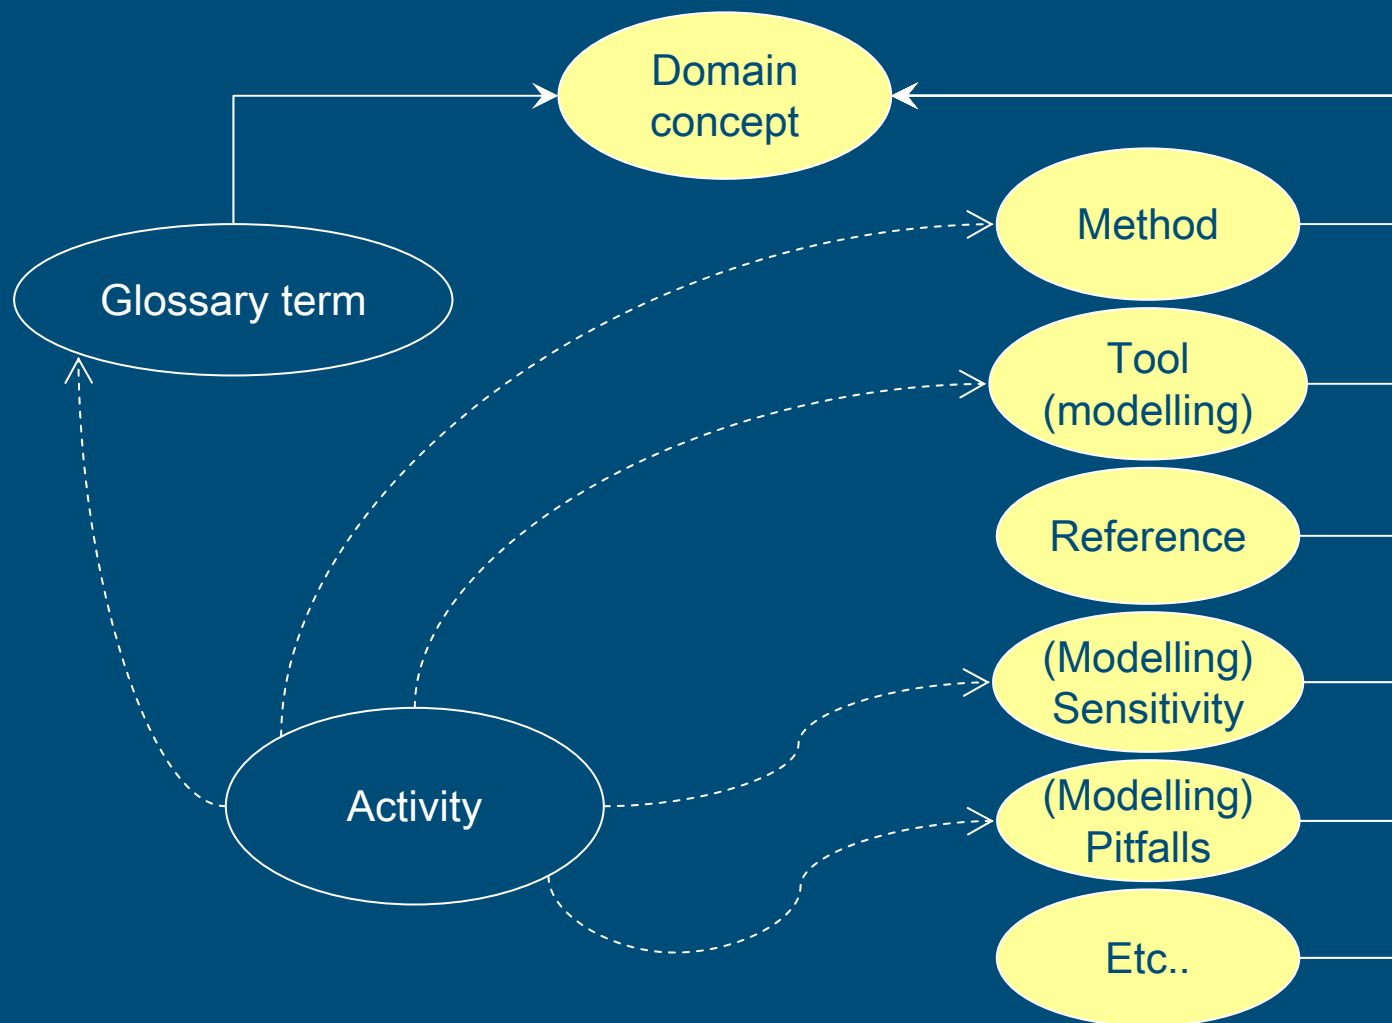 Domain
concept
Method
Glossary term
Tool
(modelling)
Reference
(Modelling)
Sensitivity
Activity
(Modelling)
Pitfalls
Etc..